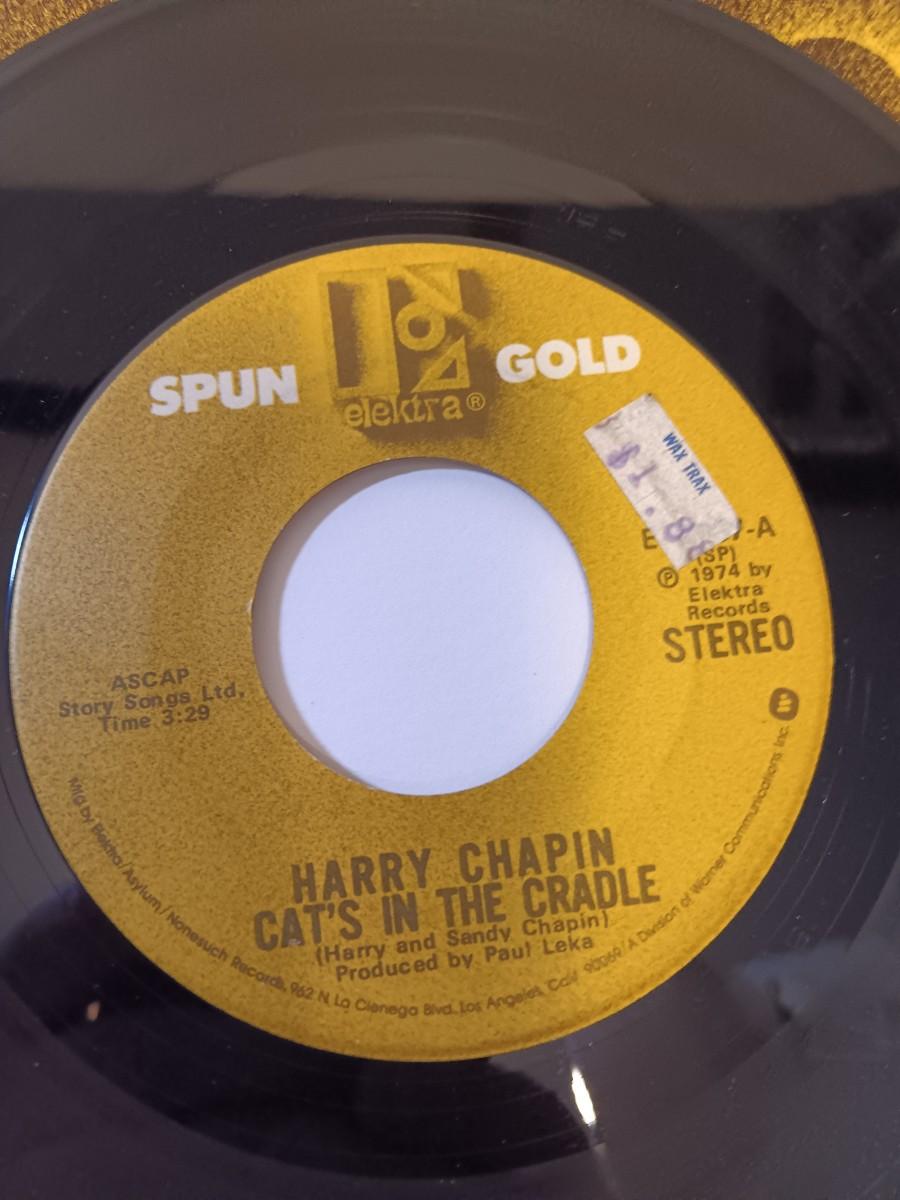 SPUN
GOLD
elektra®
WAX TRAX
$1.88
-A
(SP)
℗ 1974 by
Elektra
Records
STEREO
ASCAP
Story Songs Ltd,
Time 3:29
HARRY CHAPIN
CAT'S IN THE CRADLE
(Harry and Sandy Chapin)
Produced by Paul Leka
Mfg by Elektra/Asylum/Nonesuch Records, 962 N. La Cienega Blvd. Los Angeles, Calif. 90069/A Division of Warner Communications Inc.